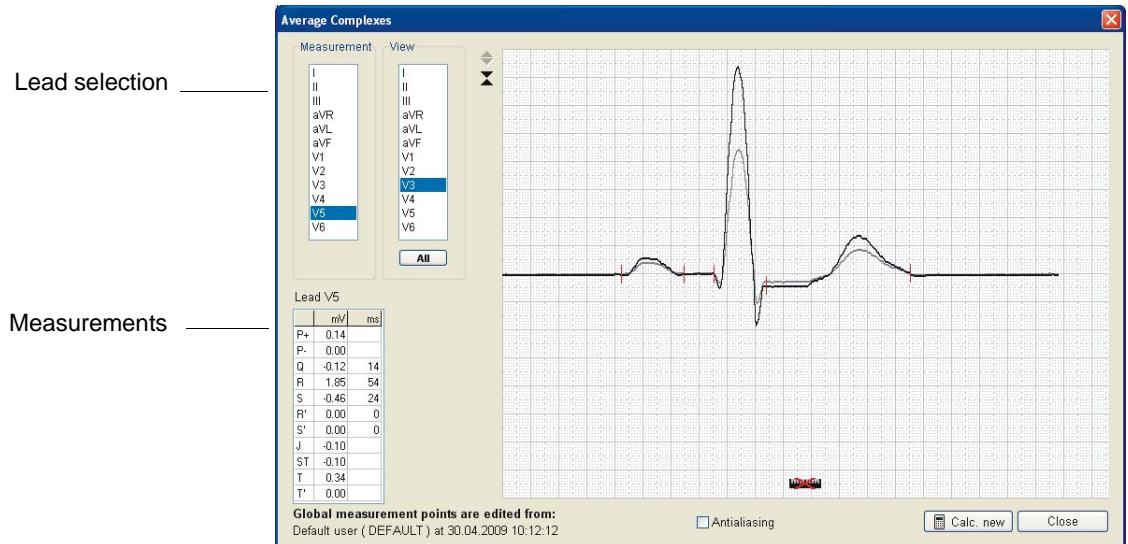 Average Complexes
Measurement View
I I
II II
III III
aVR aVR
aVL aVL
aVF aVF
V1 V1
V2 V2
V3 V3
V4 V4
V5 V5
V6 V6
All
Lead selection
Lead V5
mV ms
P+ 0.14
P- 0.00
Q -0.12 14
R 1.85 54
S -0.46 24
R' 0.00 0
S' 0.00 0
J -0.10
ST -0.10
T 0.34
T' 0.00
Measurements
Global measurement points are edited from:
Default user ( DEFAULT ) at 30.04.2009 10:12:12
Antialiasing
Calc. new
Close